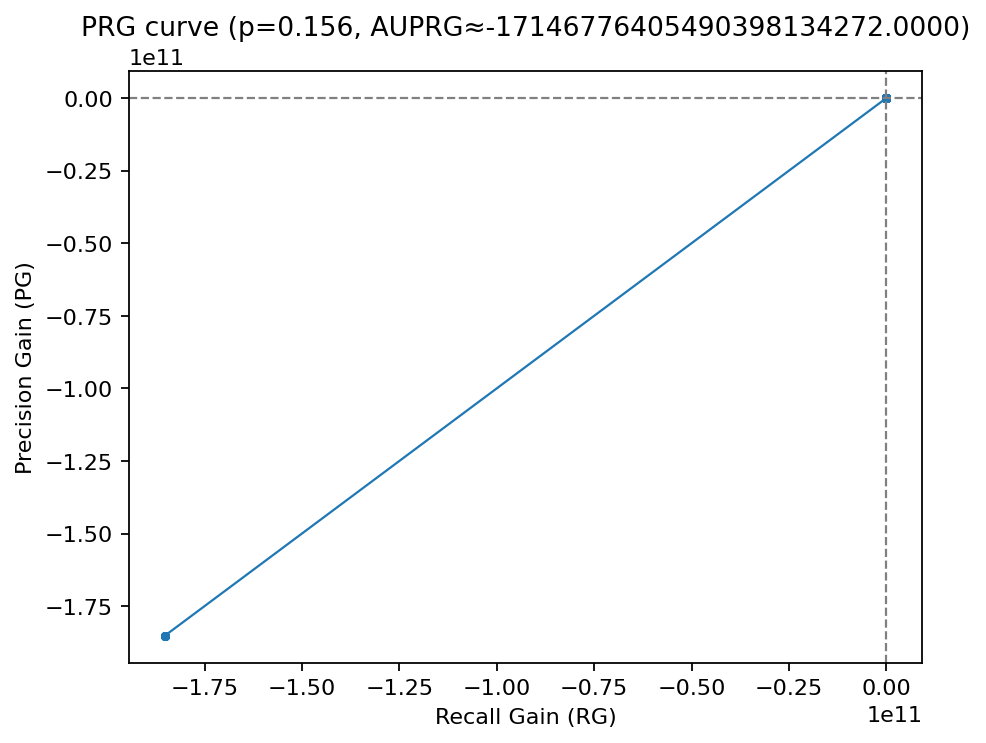 PRG curve (p=0.156, AUPRG≈-17146776405490398134272.0000)
1e11
0.00
−0.25
−0.50
−0.75
−1.00
−1.25
−1.50
−1.75
Precision Gain (PG)
−1.75 −1.50 −1.25 −1.00 −0.75 −0.50 −0.25 0.00
Recall Gain (RG)
1e11